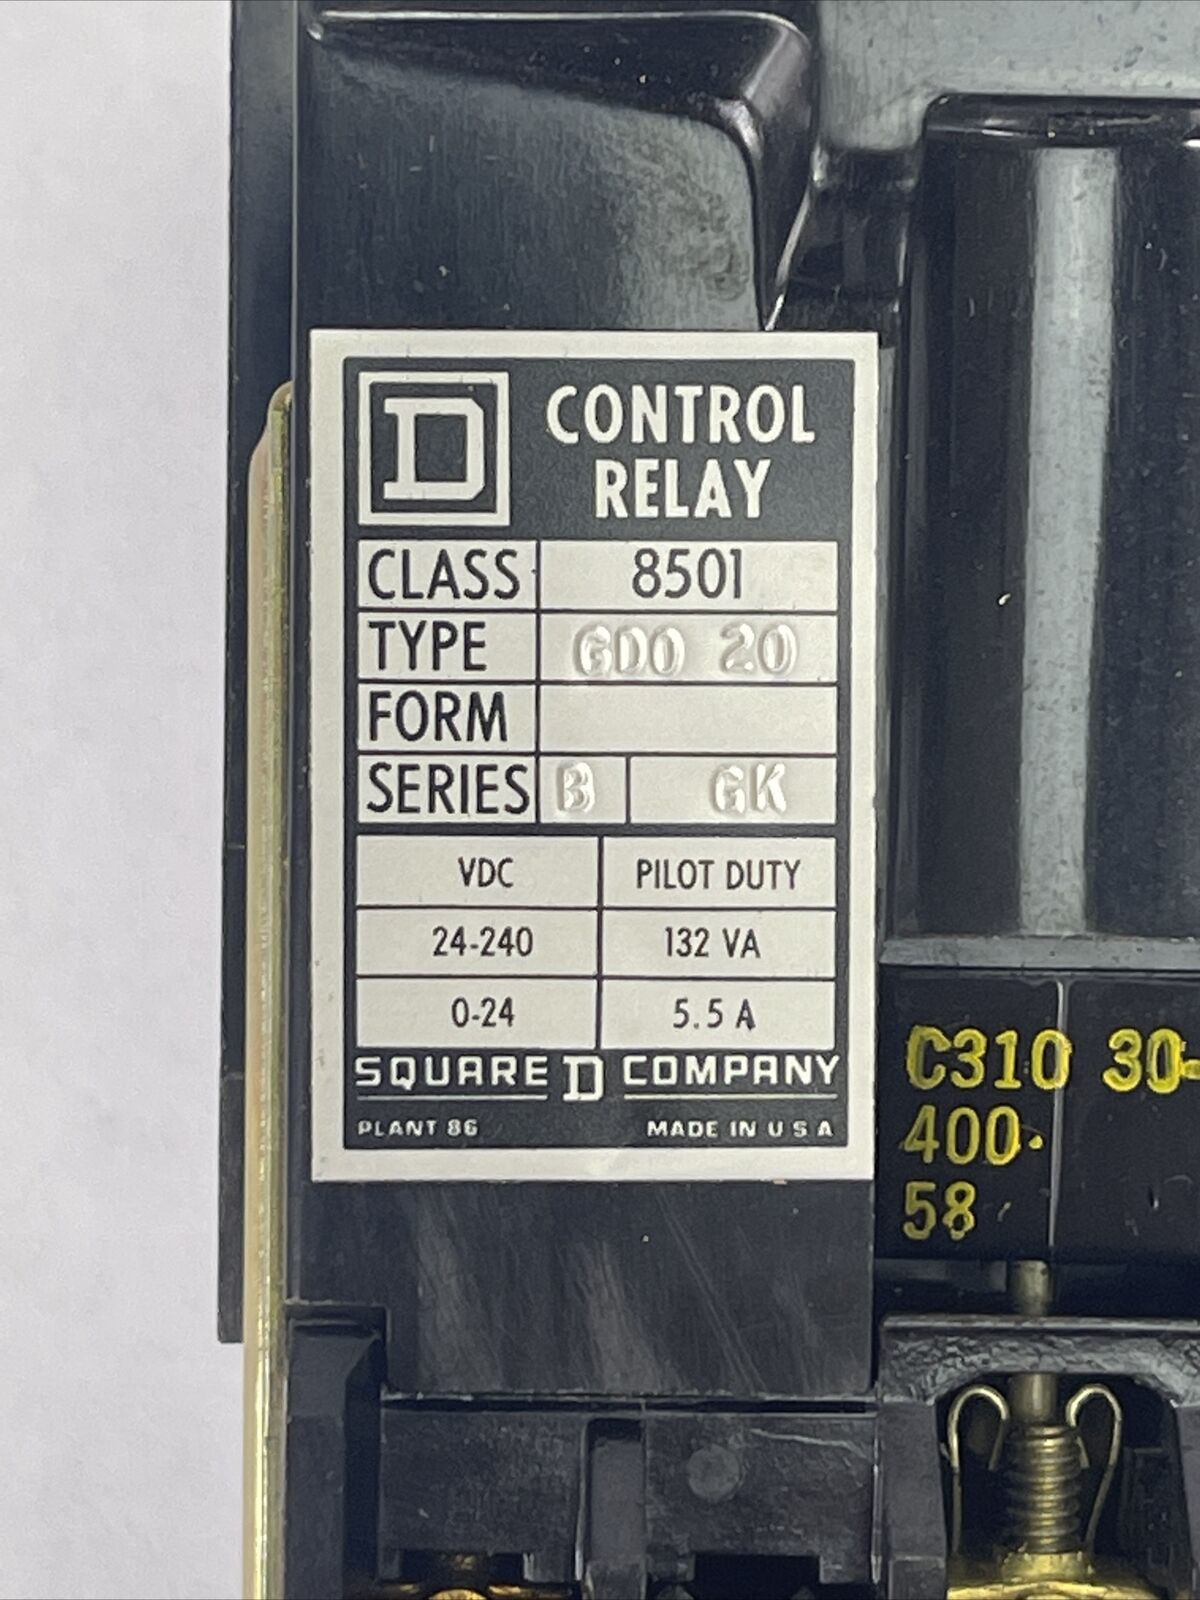 D
CONTROL
RELAY
CLASS 8501
TYPE GDO 20
FORM
SERIES B GK
VDC PILOT DUTY
24-240 132 VA
0-24 5.5 A
SQUARE D COMPANY
PLANT 86 MADE IN U S A
C310 30-
400-
58